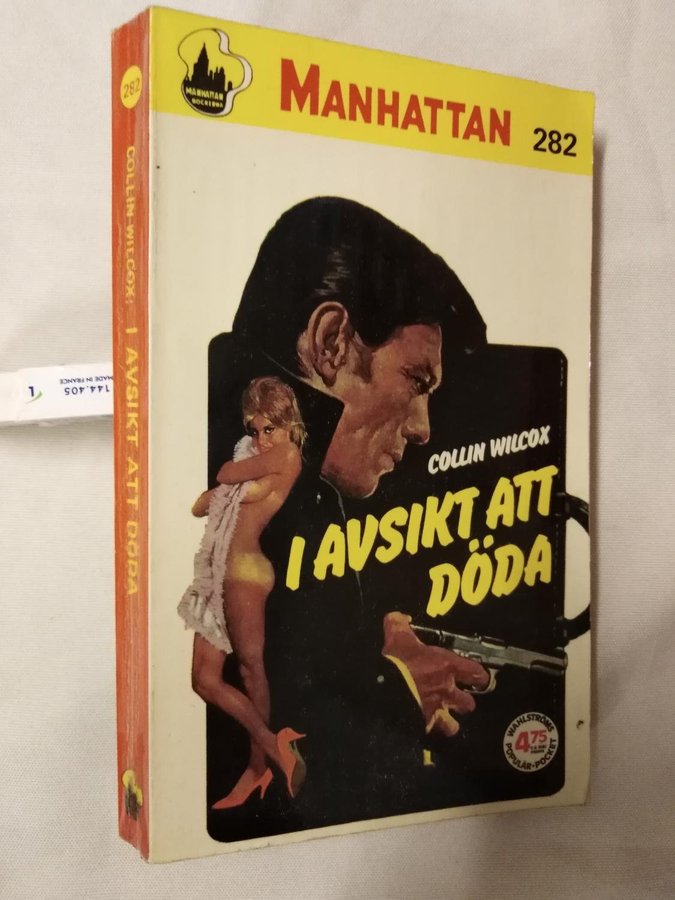 MANHATTAN
BÖCKERNA
MANHATTAN
282
COLLIN WILCOX
I AVSIKT ATT
DÖDA
WAHLSTRÖMS
4.75
POPULÄR-POCKET
282
COLLIN WILCOX: I AVSIKT ATT DÖDA
144.405
MADE IN FRANCE
L